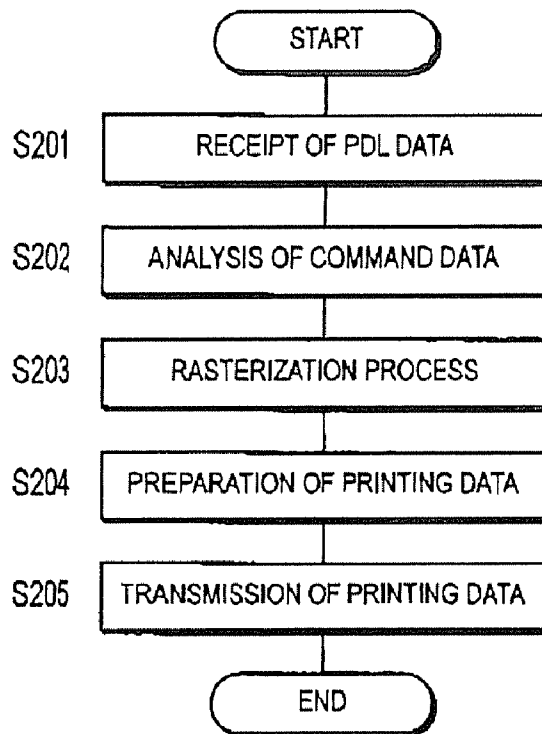 START
S201 RECEIPT OF PDL DATA
S202 ANALYSIS OF COMMAND DATA
S203 RASTERIZATION PROCESS
S204 PREPARATION OF PRINTING DATA
S205 TRANSMISSION OF PRINTING DATA
END